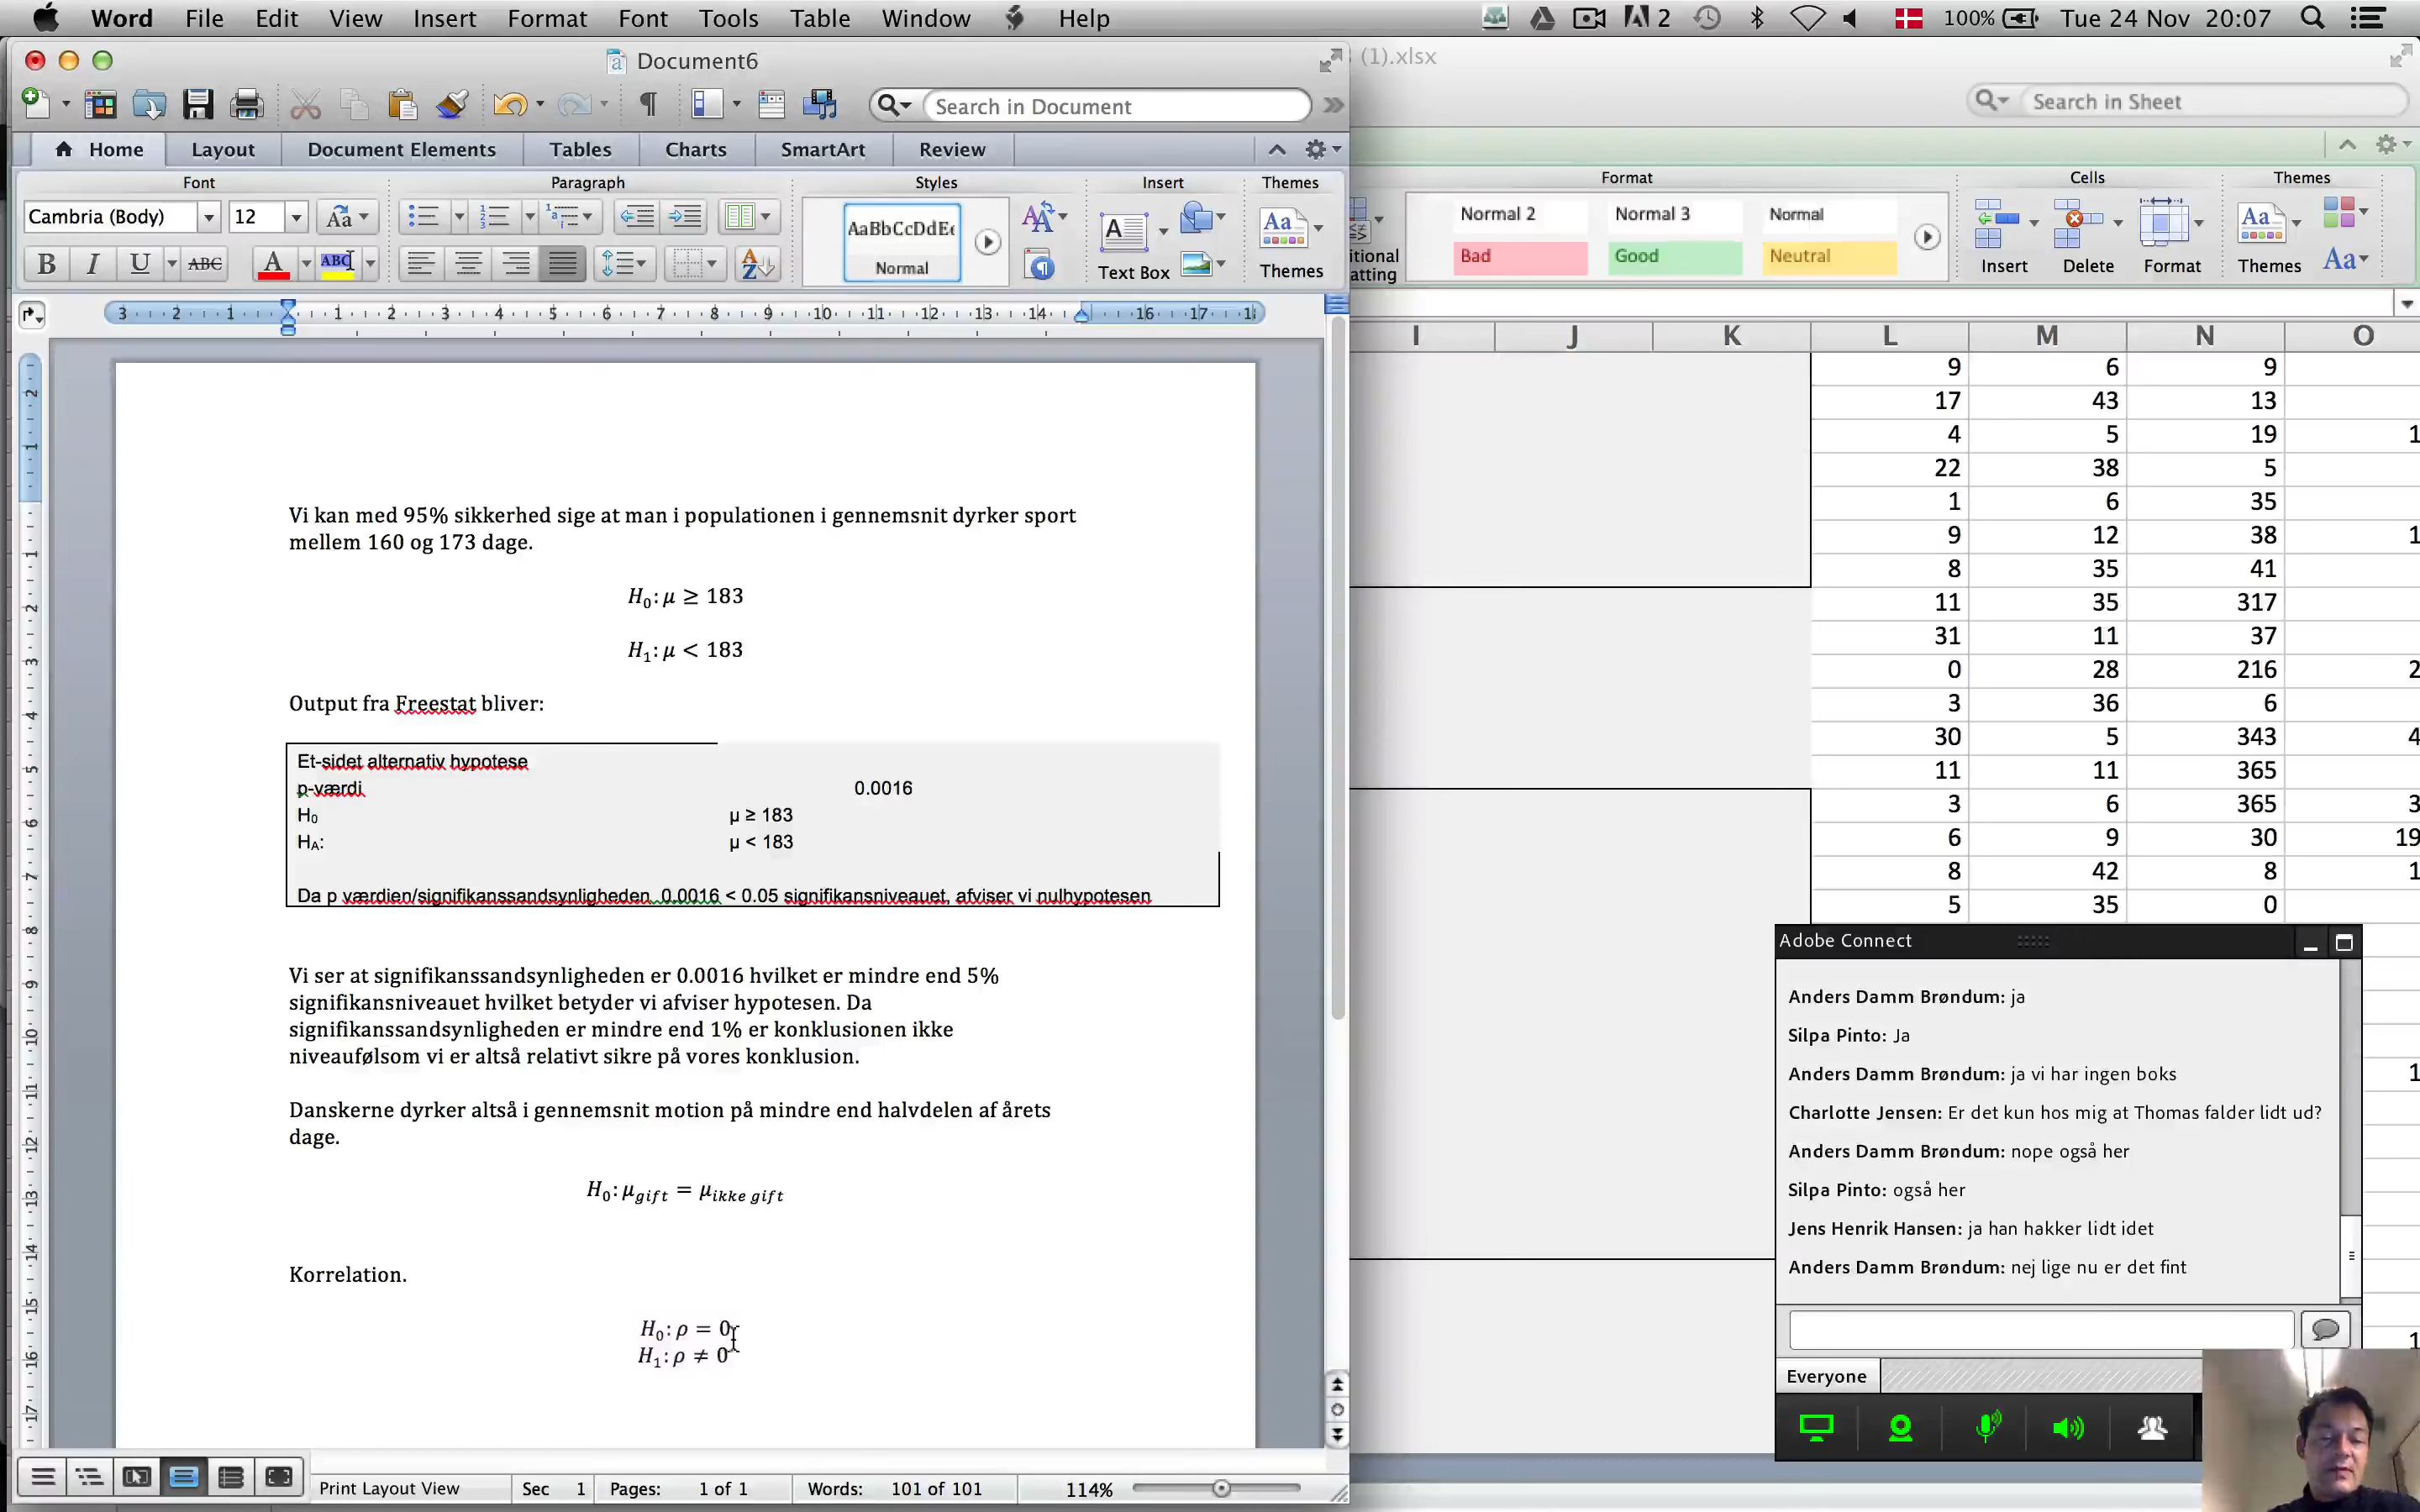 Word File Edit View Insert Format Font Tools Table Window Help 2 100% Tue 24 Nov 20:07
Document6
(1).xlsx
Search in Document
Search in Sheet
Home Layout Document Elements Tables Charts SmartArt Review
Font Paragraph Styles Insert Themes
Format Cells Themes
Cambria (Body) 12
AaBbCcDdEe
Normal
Text Box
Themes
Normal 2 Normal 3 Normal
Bad Good Neutral
Insert Delete Format Themes
I J K L M N O
9 6 9
17 43 13
4 5 19 1
22 38 5
1 6 35
9 12 38 1
8 35 41
11 35 317
31 11 37
0 28 216 2
3 36 6
30 5 343 4
11 11 365
3 6 365 3
6 9 30 19
8 42 8 1
5 35 0
1
1
Vi kan med 95% sikkerhed sige at man i populationen i gennemsnit dyrker sport
mellem 160 og 173 dage.
H₀: μ ≥ 183
H₁: μ < 183
Output fra Freestat bliver:
Et-sidet alternativ hypotese
p-værdi 0.0016
H₀ μ ≥ 183
HA: μ < 183
Da p værdien/signifikanssandsynligheden 0.0016 < 0.05 signifikansniveauet, afviser vi nulhypotesen
Vi ser at signifikanssandsynligheden er 0.0016 hvilket er mindre end 5%
signifikansniveauet hvilket betyder vi afviser hypotesen. Da
signifikanssandsynligheden er mindre end 1% er konklusionen ikke
niveaufølsom vi er altså relativt sikre på vores konklusion.
Danskerne dyrker altså i gennemsnit motion på mindre end halvdelen af årets
dage.
H₀: μgift = μikke gift
Korrelation.
H₀: ρ = 0
H₁: ρ ≠ 0
Adobe Connect
Anders Damm Brøndum: ja
Silpa Pinto: Ja
Anders Damm Brøndum: ja vi har ingen boks
Charlotte Jensen: Er det kun hos mig at Thomas falder lidt ud?
Anders Damm Brøndum: nope også her
Silpa Pinto: også her
Jens Henrik Hansen: ja han hakker lidt idet
Anders Damm Brøndum: nej lige nu er det fint
Everyone
Print Layout View Sec 1 Pages: 1 of 1 Words: 101 of 101 114%